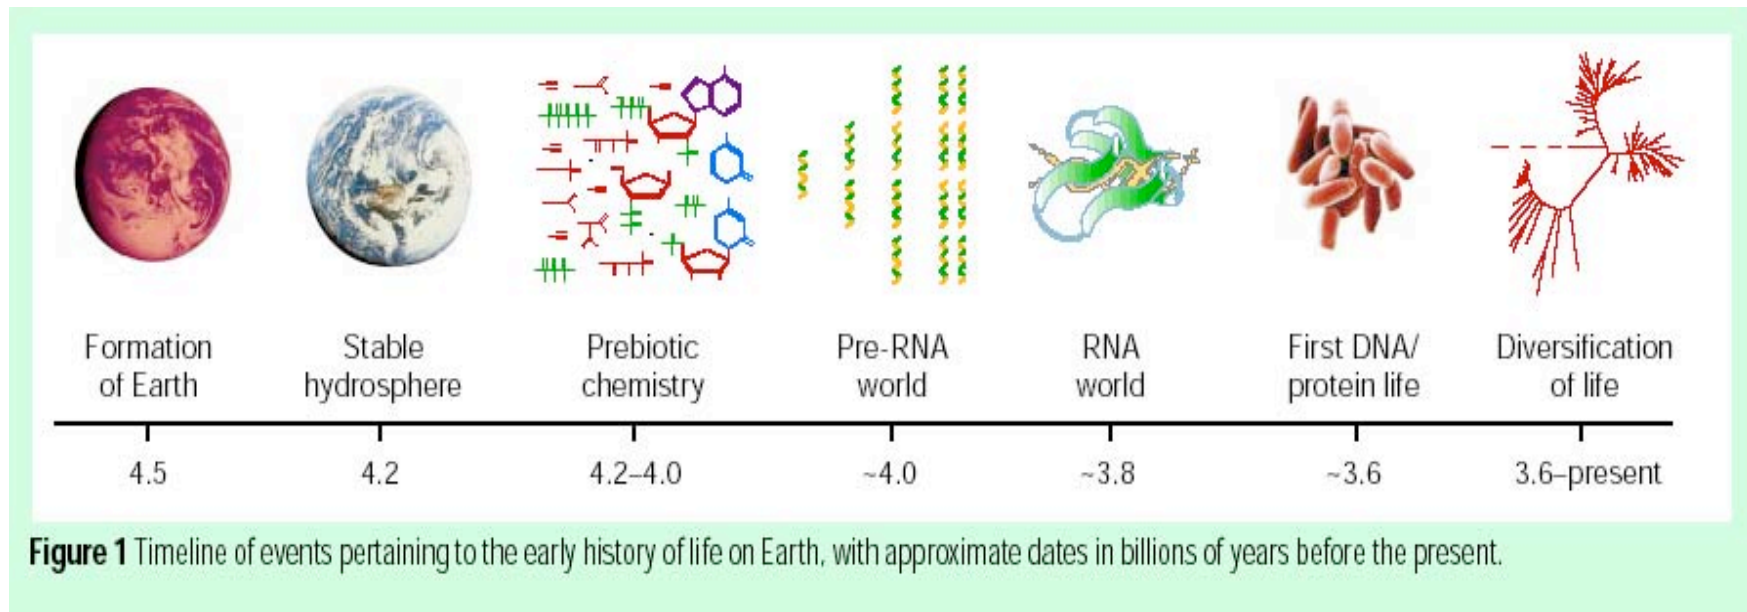 Formation
of Earth
Stable
hydrosphere
Prebiotic
chemistry
Pre-RNA
world
RNA
world
First DNA/
protein life
Diversification
of life
4.5
4.2
4.2–4.0
~4.0
~3.8
~3.6
3.6–present
Figure 1 Timeline of events pertaining to the early history of life on Earth, with approximate dates in billions of years before the present.